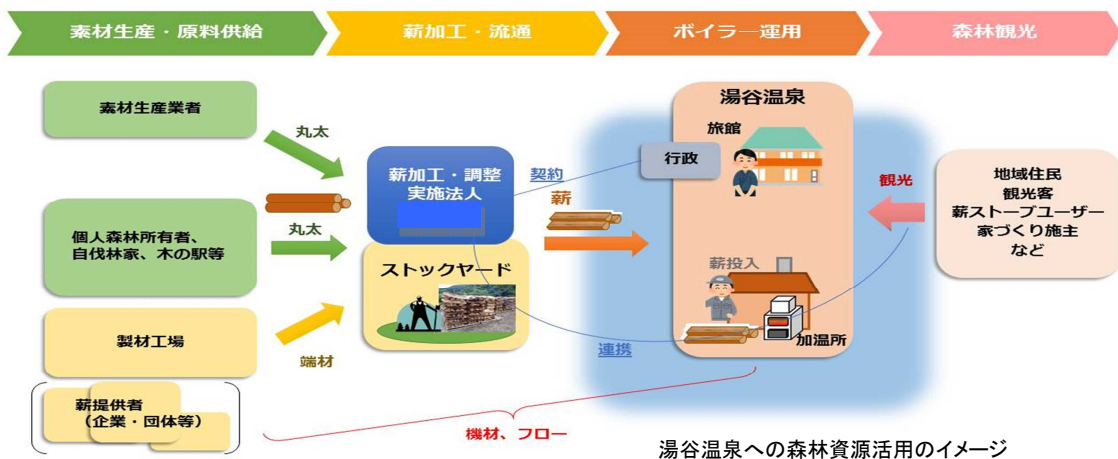 素材生産・原料供給
薪加工・流通
ボイラー運用
森林観光
素材生産業者
丸太
個人森林所有者、
自伐林家、木の駅等
丸太
製材工場
端材
薪提供者
（企業・団体等）
薪加工・調整
実施法人
ストックヤード
契約
薪
行政
湯谷温泉
旅館
薪投入
加温所
連携
機材、フロー
観光
地域住民
観光客
薪ストーブユーザー
家づくり施主
など
湯谷温泉への森林資源活用のイメージ